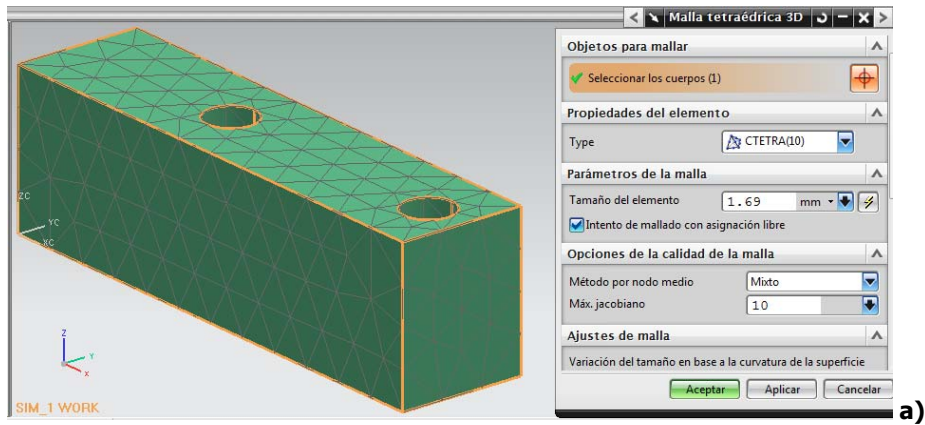 Malla tetraédrica 3D
Objetos para mallar
Seleccionar los cuerpos (1)
Propiedades del elemento
Type CTETRA(10)
Parámetros de la malla
Tamaño del elemento 1.69 mm
Intento de mallado con asignación libre
Opciones de la calidad de la malla
Método por nodo medio Mixto
Máx. jacobiano 10
Ajustes de malla
Variación del tamaño en base a la curvatura de la superficie
Aceptar Aplicar Cancelar
ZC
YC
XC
Z
Y
X
SIM_1 WORK
a)